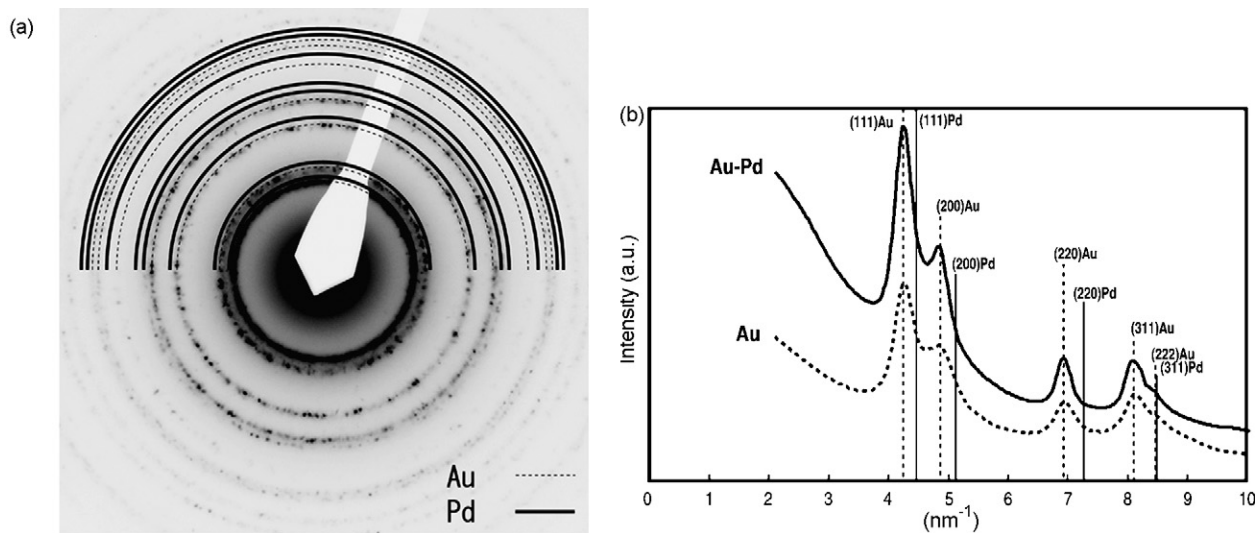 (a)
Au
Pd
(b)
(111)Au
(111)Pd
Au-Pd
(200)Au
(200)Pd
(220)Au
(220)Pd
Au
(311)Au
(222)Au
(311)Pd
Intensity (a.u.)
0 1 2 3 4 5 6 7 8 9 10
(nm⁻¹)